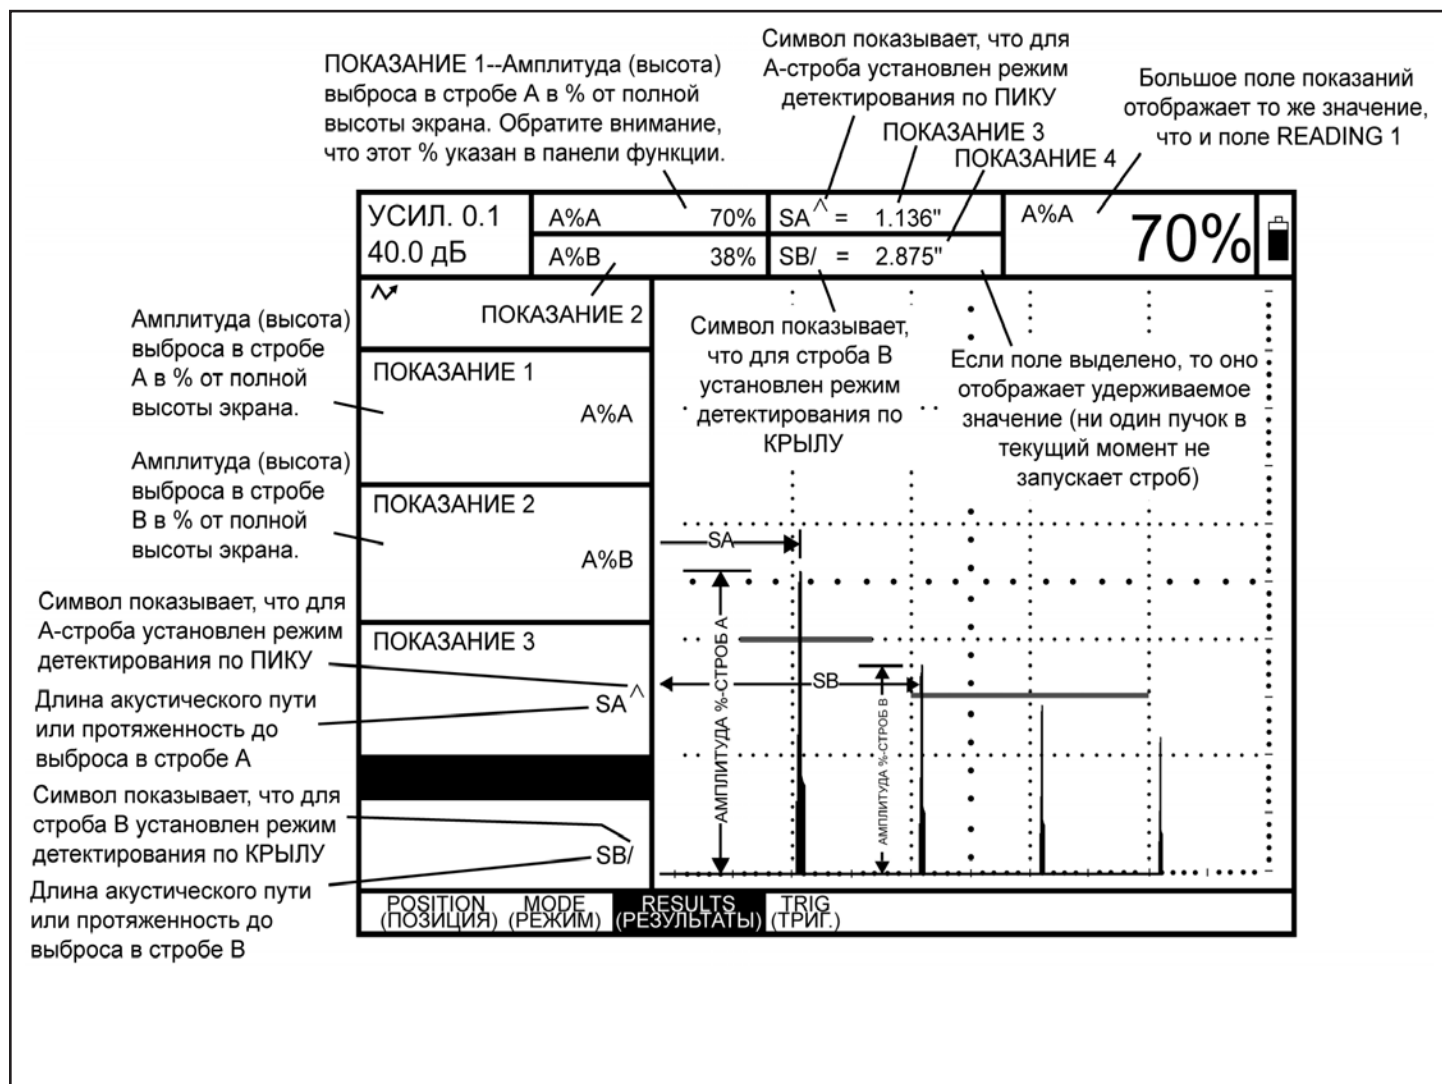 ПОКАЗАНИЕ 1--Амплитуда (высота)
выброса в стробе А в % от полной
высоты экрана. Обратите внимание,
что этот % указан в панели функции.
Символ показывает, что для
А-строба установлен режим
детектирования по ПИКУ
ПОКАЗАНИЕ 3
ПОКАЗАНИЕ 4
Большое поле показаний
отображает то же значение,
что и поле READING 1
УСИЛ. 0.1
40.0 дБ
A%A 70%
A%B 38%
SA^ = 1.136"
SB/ = 2.875"
A%A
70%
ПОКАЗАНИЕ 2
ПОКАЗАНИЕ 1
A%A
ПОКАЗАНИЕ 2
A%B
ПОКАЗАНИЕ 3
SA^
SB/
Амплитуда (высота)
выброса в стробе
А в % от полной
высоты экрана.
Амплитуда (высота)
выброса в стробе
В в % от полной
высоты экрана.
Символ показывает, что для
А-строба установлен режим
детектирования по ПИКУ
Длина акустического пути
или протяженность до
выброса в стробе А
Символ показывает, что для
строба В установлен режим
детектирования по КРЫЛУ
Длина акустического пути
или протяженность до
выброса в стробе В
Символ показывает,
что для строба В
установлен режим
детектирования по
КРЫЛУ
Если поле выделено, то оно
отображает удерживаемое
значение (ни один пучок в
текущий момент не
запускает строб)
SA
АМПЛИТУДА %-СТРОБ А
SB
АМПЛИТУДА %-СТРОБ В
POSITION MODE RESULTS TRIG
(ПОЗИЦИЯ) (РЕЖИМ) (РЕЗУЛЬТАТЫ) (ТРИГ.)